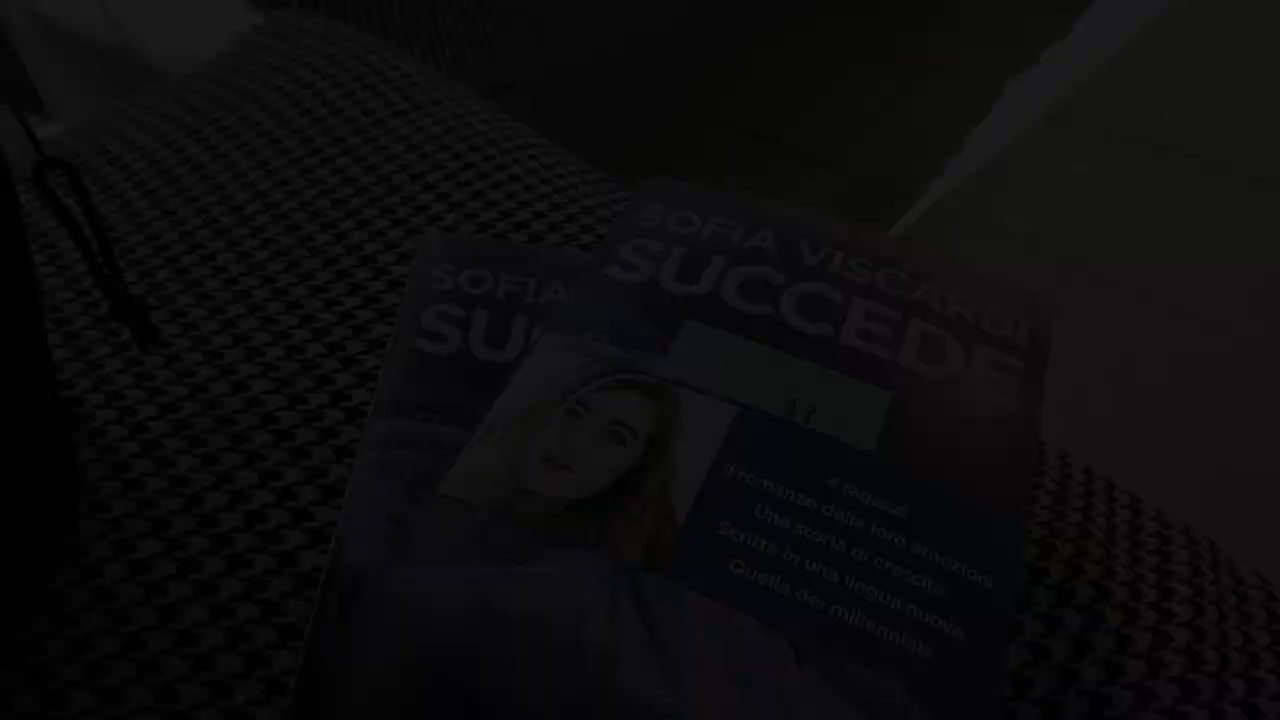 SOFIA VISCARDI
SUCCEDE
SOFIA
SU
4 ragazzi
Il romanzo delle loro emozioni
Una storia di crescita
Scritta in una lingua nuova
Quella dei millennials